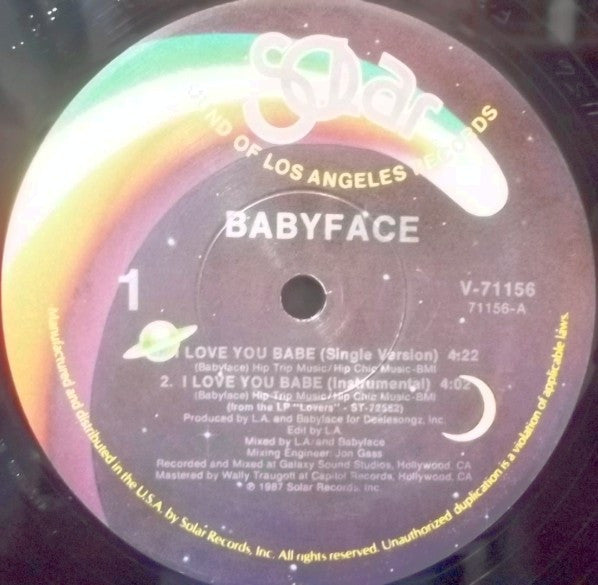 Solar
SOUND OF LOS ANGELES RECORDS
BABYFACE
1
V-71156
71156-A
I LOVE YOU BABE (Single Version) 4:22
(Babyface) Hip Trip Music/Hip Chic Music-BMI
2. I LOVE YOU BABE (Instrumental) 4:02
(Babyface) Hip Trip Music/Hip Chic Music-BMI
(from the LP "Lovers" - ST-72552)
Produced by L.A. and Babyface for Deelesongz, Inc.
Edit by L.A.
Mixed by L.A. and Babyface
Mixing Engineer: Jon Gass
Recorded and Mixed at Galaxy Sound Studios, Hollywood, CA
Mastered by Wally Traugott at Capitol Records, Hollywood, CA
℗ 1987 Solar Records, Inc.
Manufactured and distributed in the U.S.A. by Solar Records, Inc. All rights reserved. Unauthorized duplication is a violation of applicable laws.